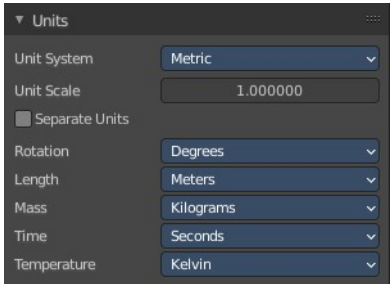 Units
Unit System Metric
Unit Scale 1.000000
Separate Units
Rotation Degrees
Length Meters
Mass Kilograms
Time Seconds
Temperature Kelvin